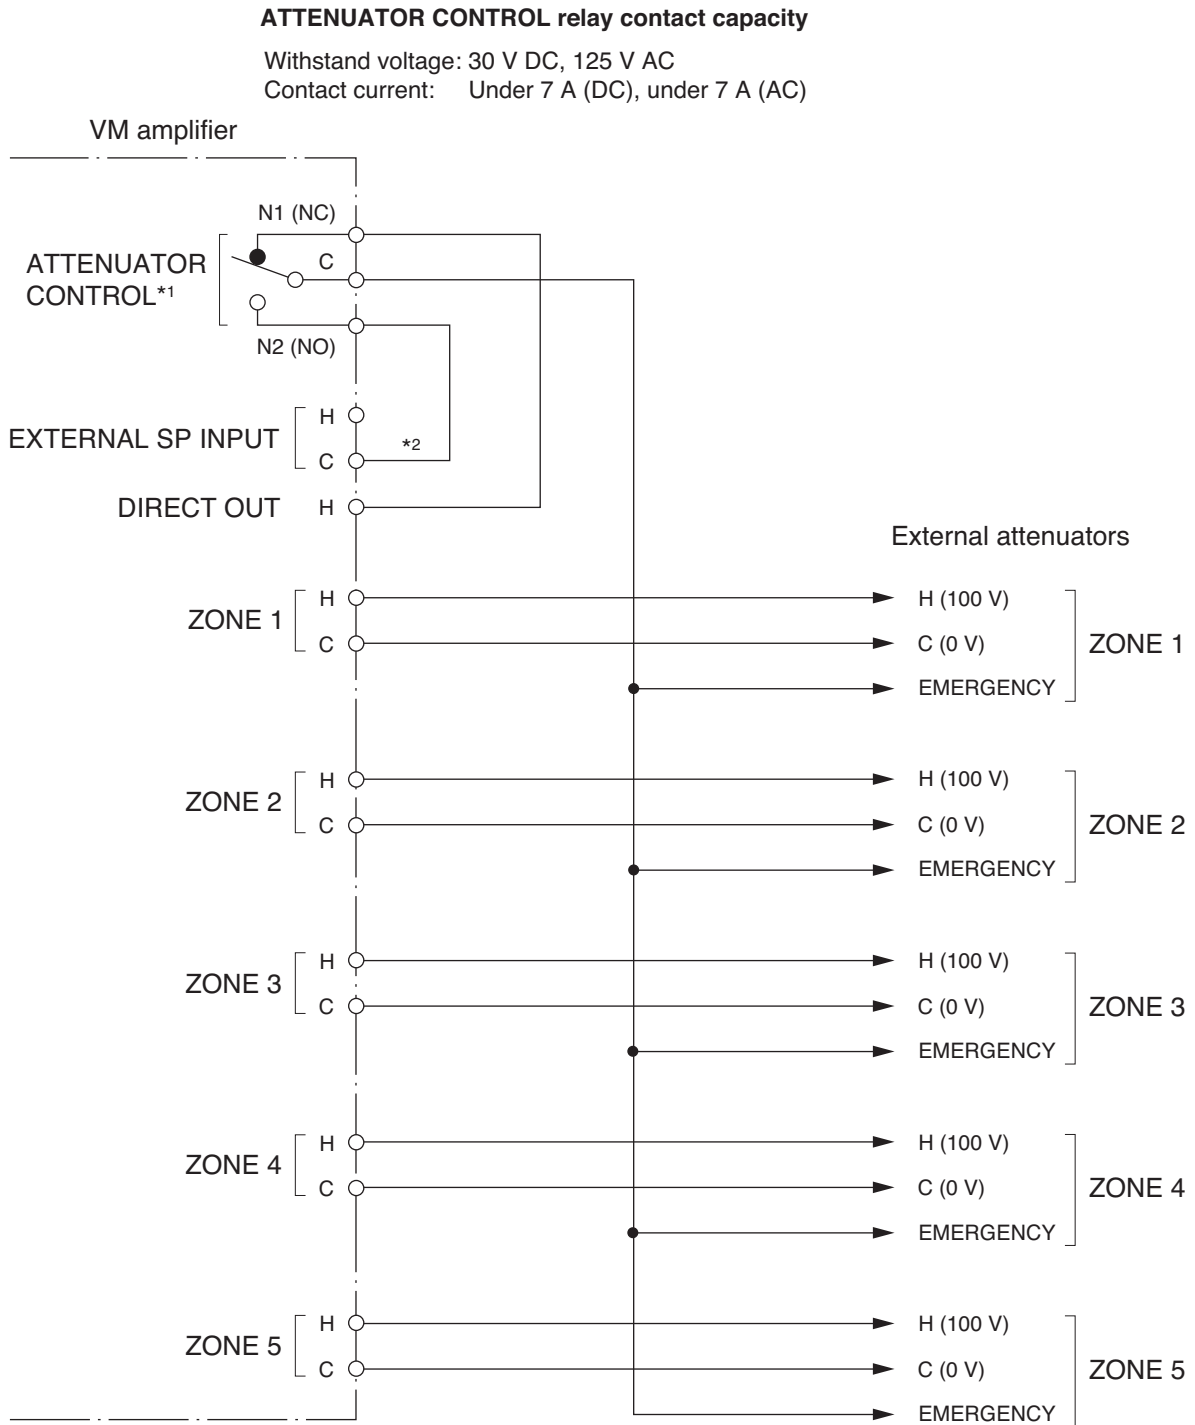 ATTENUATOR CONTROL relay contact capacity
Withstand voltage: 30 V DC, 125 V AC
Contact current: Under 7 A (DC), under 7 A (AC)
VM amplifier
N1 (NC)
ATTENUATOR
CONTROL*1
C
N2 (NO)
EXTERNAL SP INPUT
H
C
*2
DIRECT OUT H
External attenuators
ZONE 1
H
C
H (100 V)
C (0 V)
EMERGENCY
ZONE 1
ZONE 2
H
C
H (100 V)
C (0 V)
EMERGENCY
ZONE 2
ZONE 3
H
C
H (100 V)
C (0 V)
EMERGENCY
ZONE 3
ZONE 4
H
C
H (100 V)
C (0 V)
EMERGENCY
ZONE 4
ZONE 5
H
C
H (100 V)
C (0 V)
EMERGENCY
ZONE 5